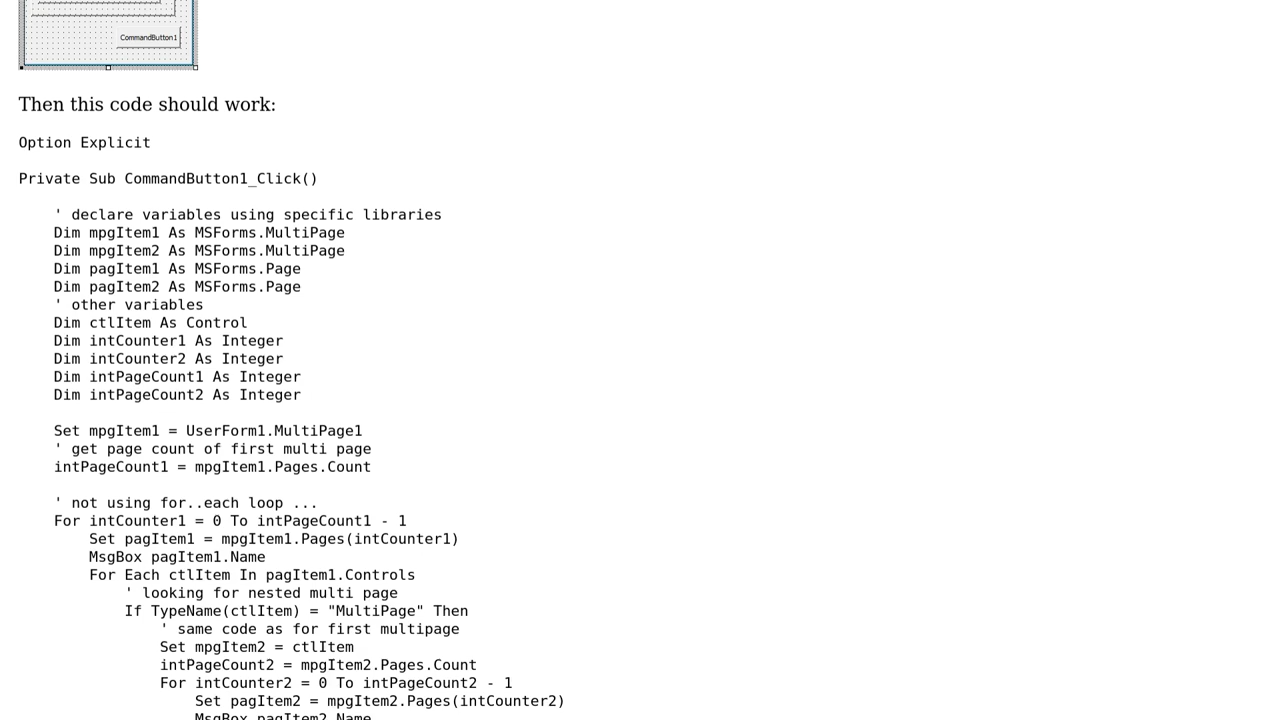 CommandButton1
Then this code should work:
Option Explicit
Private Sub CommandButton1_Click()
' declare variables using specific libraries
Dim mpgItem1 As MSForms.MultiPage
Dim mpgItem2 As MSForms.MultiPage
Dim pagItem1 As MSForms.Page
Dim pagItem2 As MSForms.Page
' other variables
Dim ctlItem As Control
Dim intCounter1 As Integer
Dim intCounter2 As Integer
Dim intPageCount1 As Integer
Dim intPageCount2 As Integer
Set mpgItem1 = UserForm1.MultiPage1
' get page count of first multi page
intPageCount1 = mpgItem1.Pages.Count
' not using for..each loop ...
For intCounter1 = 0 To intPageCount1 - 1
Set pagItem1 = mpgItem1.Pages(intCounter1)
MsgBox pagItem1.Name
For Each ctlItem In pagItem1.Controls
' looking for nested multi page
If TypeName(ctlItem) = "MultiPage" Then
' same code as for first multipage
Set mpgItem2 = ctlItem
intPageCount2 = mpgItem2.Pages.Count
For intCounter2 = 0 To intPageCount2 - 1
Set pagItem2 = mpgItem2.Pages(intCounter2)
MsgBox pagItem2.Name